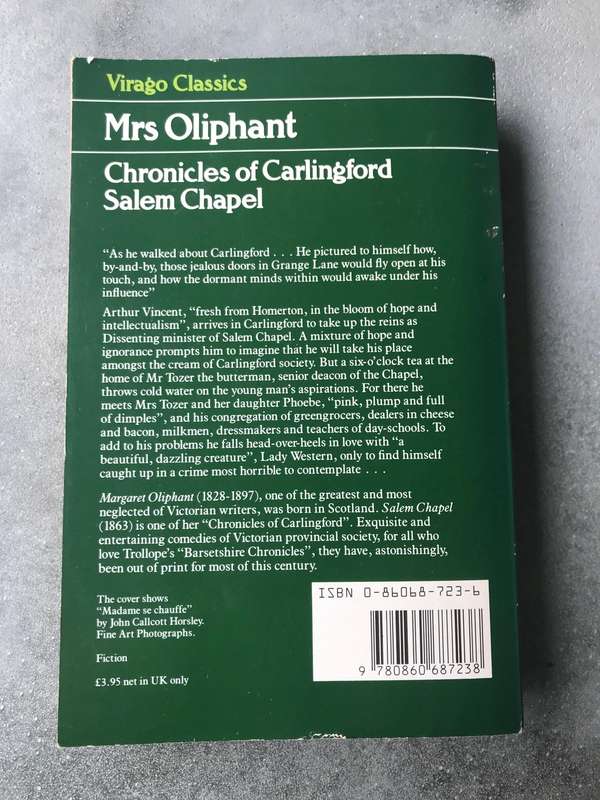 Virago Classics
Mrs Oliphant
Chronicles of Carlingford
Salem Chapel
“As he walked about Carlingford . . . He pictured to himself how,
by-and-by, those jealous doors in Grange Lane would fly open at his
touch, and how the dormant minds within would awake under his
influence”
Arthur Vincent, “fresh from Homerton, in the bloom of hope and
intellectualism”, arrives in Carlingford to take up the reins as
Dissenting minister of Salem Chapel. A mixture of hope and
ignorance prompts him to imagine that he will take his place
amongst the cream of Carlingford society. But a six-o'clock tea at the
home of Mr Tozer the butterman, senior deacon of the Chapel,
throws cold water on the young man's aspirations. For there he
meets Mrs Tozer and her daughter Phoebe, “pink, plump and full
of dimples”, and his congregation of greengrocers, dealers in cheese
and bacon, milkmen, dressmakers and teachers of day-schools. To
add to his problems he falls head-over-heels in love with “a
beautiful, dazzling creature”, Lady Western, only to find himself
caught up in a crime most horrible to contemplate . . .
Margaret Oliphant (1828-1897), one of the greatest and most
neglected of Victorian writers, was born in Scotland. Salem Chapel
(1863) is one of her “Chronicles of Carlingford”. Exquisite and
entertaining comedies of Victorian provincial society, for all who
love Trollope's “Barsetshire Chronicles”, they have, astonishingly,
been out of print for most of this century.
The cover shows
“Madame se chauffe”
by John Callcott Horsley.
Fine Art Photographs.
Fiction
£3.95 net in UK only
ISBN 0-86068-723-6
9 780860 687238